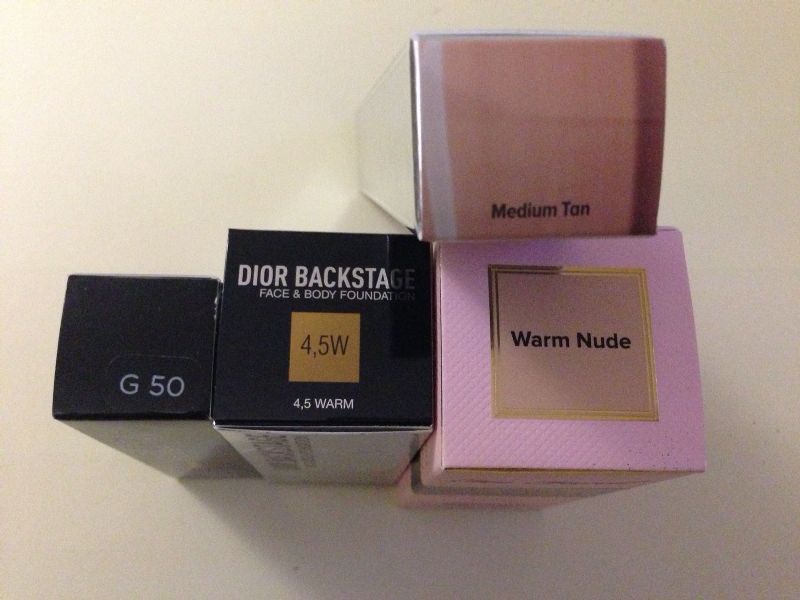 Medium Tan
DIOR BACKSTAGE
FACE & BODY FOUNDATION
4,5W
4,5 WARM
G 50
Warm Nude